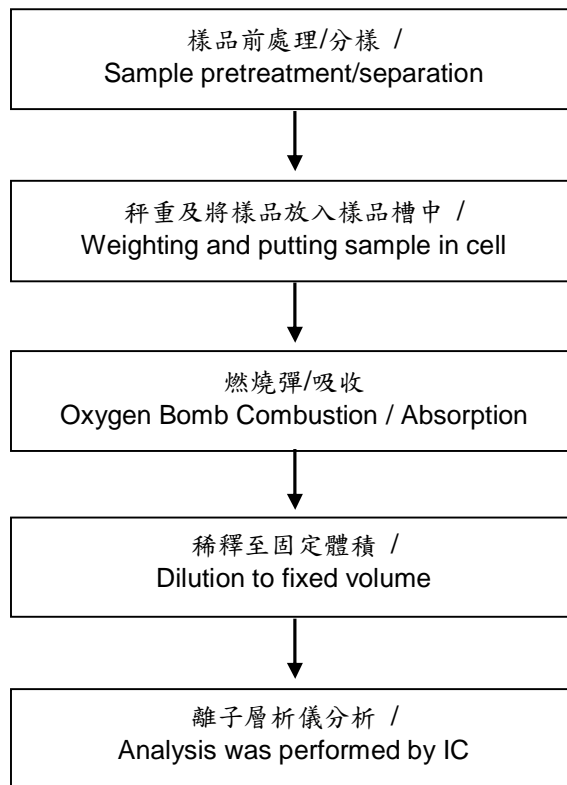 樣品前處理/分樣 /
Sample pretreatment/separation
秤重及將樣品放入樣品槽中 /
Weighting and putting sample in cell
燃燒彈/吸收
Oxygen Bomb Combustion / Absorption
稀釋至固定體積 /
Dilution to fixed volume
離子層析儀分析 /
Analysis was performed by IC